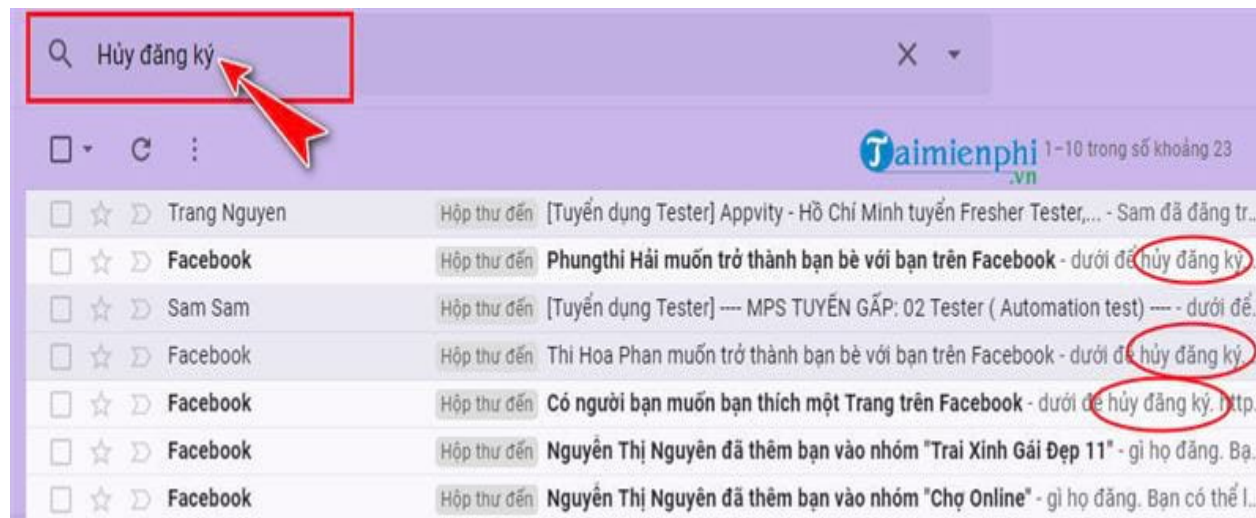 Hủy đăng ký
Taimienphi.vn 1-10 trong số khoảng 23
Trang Nguyen Hộp thư đến [Tuyển dụng Tester] Appvity - Hồ Chí Minh tuyển Fresher Tester,... - Sam đã đăng tr...
Facebook Hộp thư đến Phungthi Hải muốn trở thành bạn bè với bạn trên Facebook - dưới để hủy đăng ký...
Sam Sam Hộp thư đến [Tuyển dụng Tester] ---- MPS TUYỂN GẤP: 02 Tester ( Automation test) ---- - dưới để...
Facebook Hộp thư đến Thi Hoa Phan muốn trở thành bạn bè với bạn trên Facebook - dưới để hủy đăng ký...
Facebook Hộp thư đến Có người bạn muốn bạn thích một Trang trên Facebook - dưới để hủy đăng ký. http...
Facebook Hộp thư đến Nguyễn Thị Nguyên đã thêm bạn vào nhóm "Trai Xinh Gái Đẹp 11" - gì họ đăng. Bạ...
Facebook Hộp thư đến Nguyễn Thị Nguyên đã thêm bạn vào nhóm "Chợ Online" - gì họ đăng. Bạn có thể l...